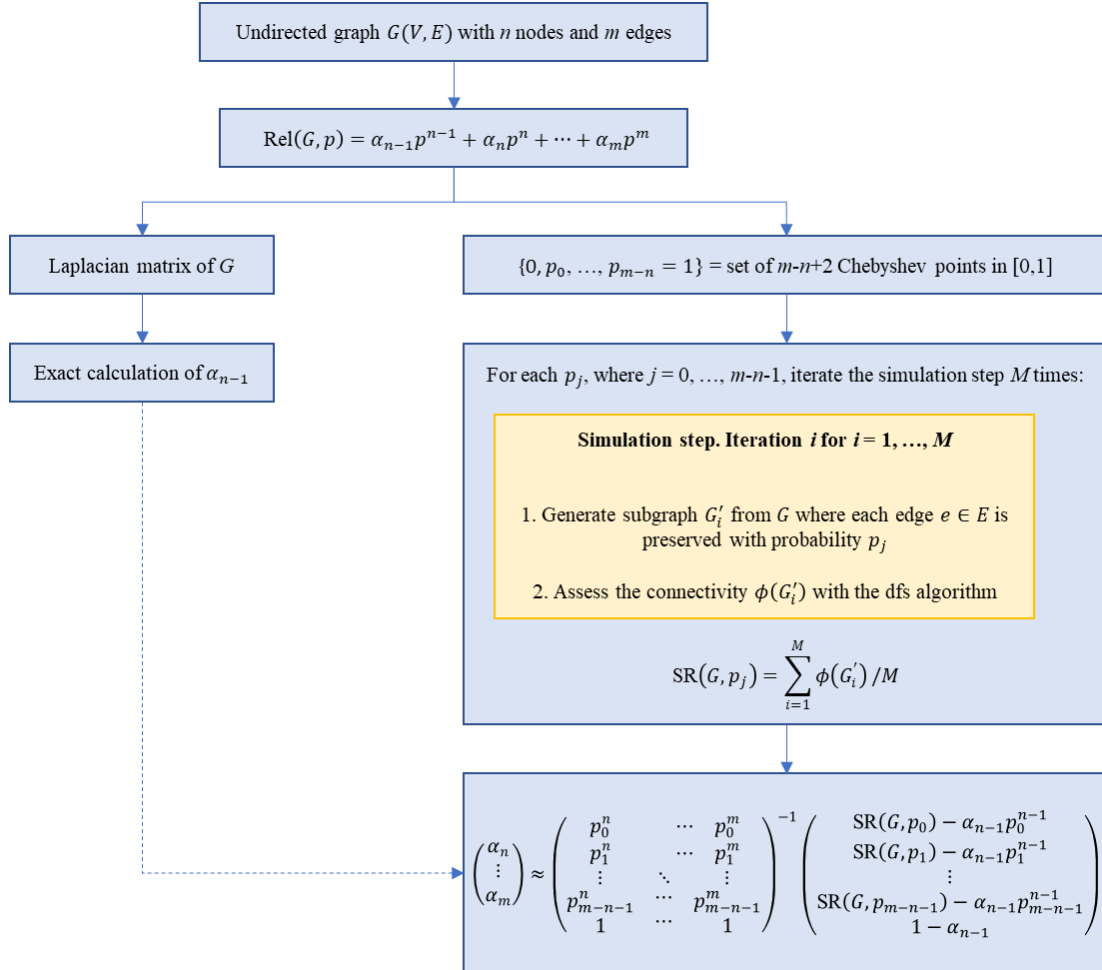 Undirected graph G(V, E) with n nodes and m edges
Rel(G, p) = α_{n−1}p^{n−1} + α_n p^n + ⋯ + α_m p^m
Laplacian matrix of G
{0, p_0, …, p_{m−n} = 1} = set of m-n+2 Chebyshev points in [0,1]
Exact calculation of α_{n−1}
For each p_j, where j = 0, …, m-n-1, iterate the simulation step M times:
Simulation step. Iteration i for i = 1, …, M
1. Generate subgraph G_i′ from G where each edge e ∈ E is
preserved with probability p_j
2. Assess the connectivity ϕ(G_i′) with the dfs algorithm
SR(G, p_j) = ∑_{i=1}^{M} ϕ(G_i′)/M
(α_n ⋮ α_m) ≈ (p_0^n ⋯ p_0^m
p_1^n ⋯ p_1^m
⋮ ⋱ ⋮
p_{m−n−1}^n ⋯ p_{m−n−1}^m
1 ⋯ 1)^{−1}
(SR(G, p_0) − α_{n−1}p_0^{n−1}
SR(G, p_1) − α_{n−1}p_1^{n−1}
⋮
SR(G, p_{m−n−1}) − α_{n−1}p_{m−n−1}^{n−1}
1 − α_{n−1})